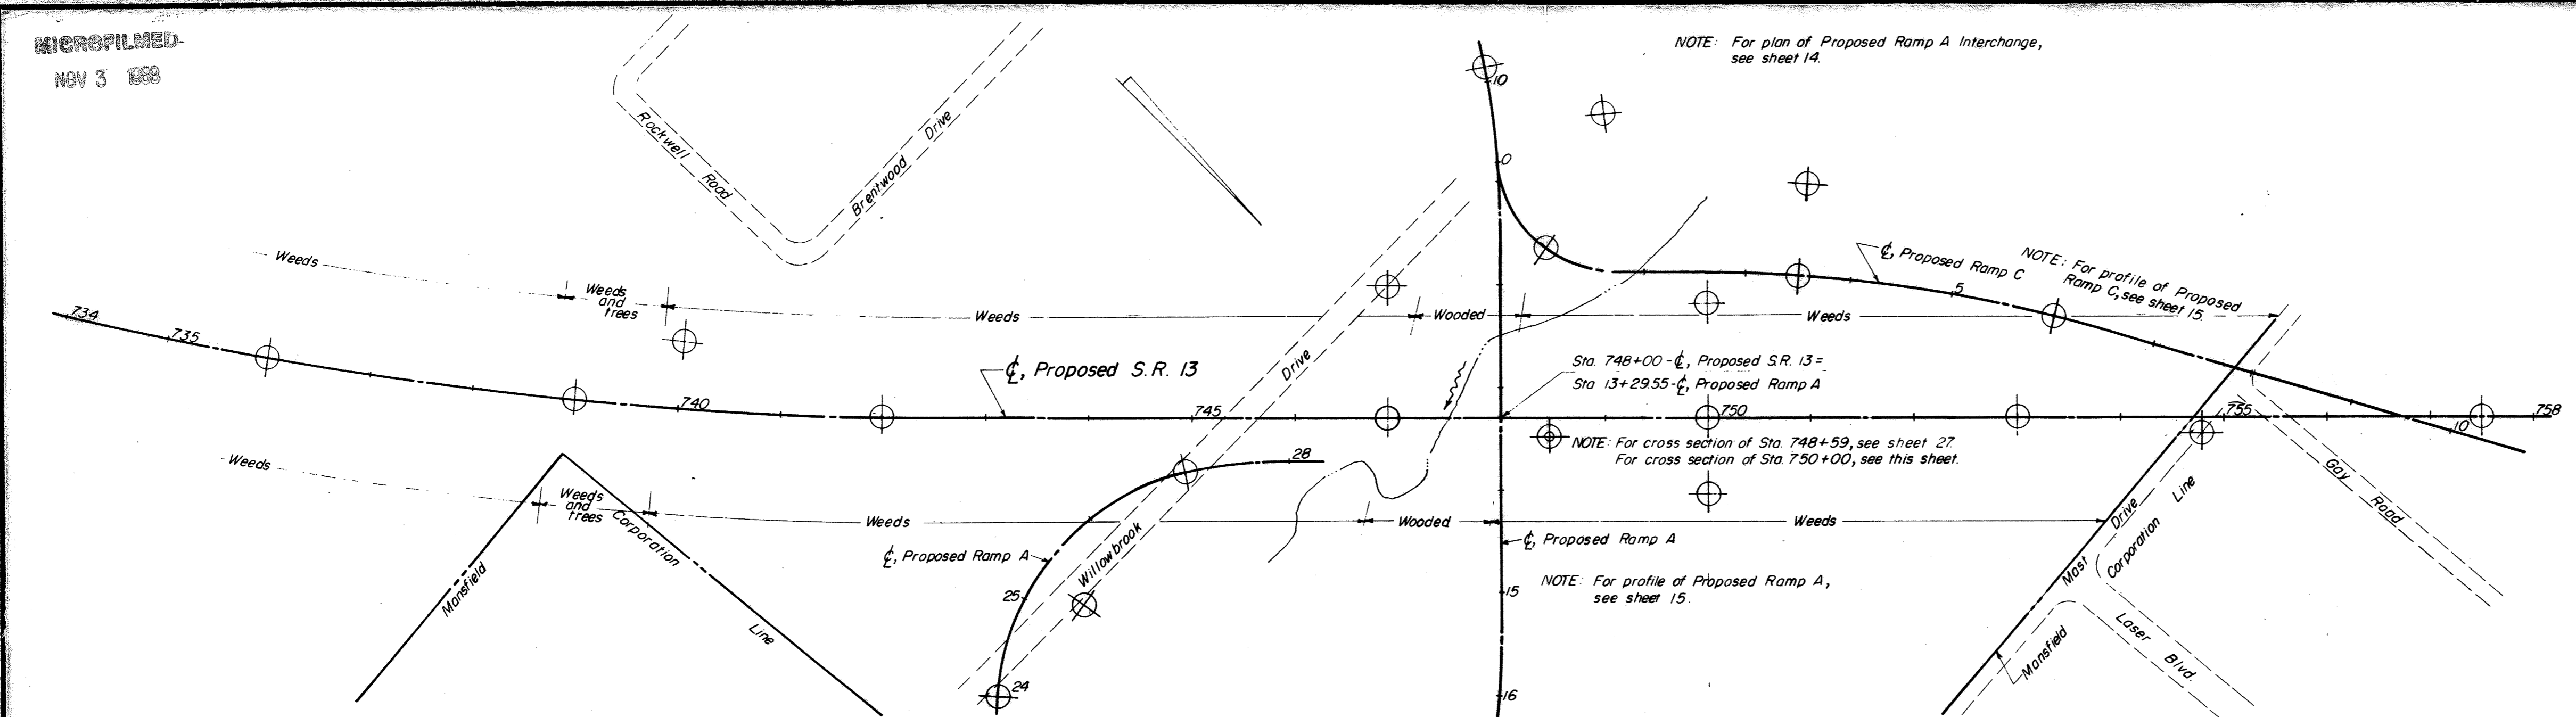 MICROFILMED
NOV 3 1988
NOTE: For plan of Proposed Ramp A Interchange,
see sheet 14.
10
0
Rockwell
Road
Brentwood Drive
Weeds
Weeds
and
trees
Weeds
Wooded
Weeds
℄, Proposed Ramp C
NOTE: For profile of Proposed
Ramp C, see sheet 15.
5
734
735
740
745
750
755
758
10
℄, Proposed S.R. 13
Drive
Willowbrook
Sta. 748+00-℄, Proposed S.R. 13=
Sta 13+29.55-℄, Proposed Ramp A
NOTE: For cross section of Sta. 748+59, see sheet 27.
For cross section of Sta. 750+00, see this sheet.
28
Weeds
Weeds
and
trees
Weeds
Wooded
Weeds
Mansfield
Corporation
Line
℄, Proposed Ramp A
25
24
℄, Proposed Ramp A
NOTE: For profile of Proposed Ramp A,
see sheet 15.
15
16
Mast Drive
Mansfield
Corporation Line
Gay Road
Laser
Blvd.